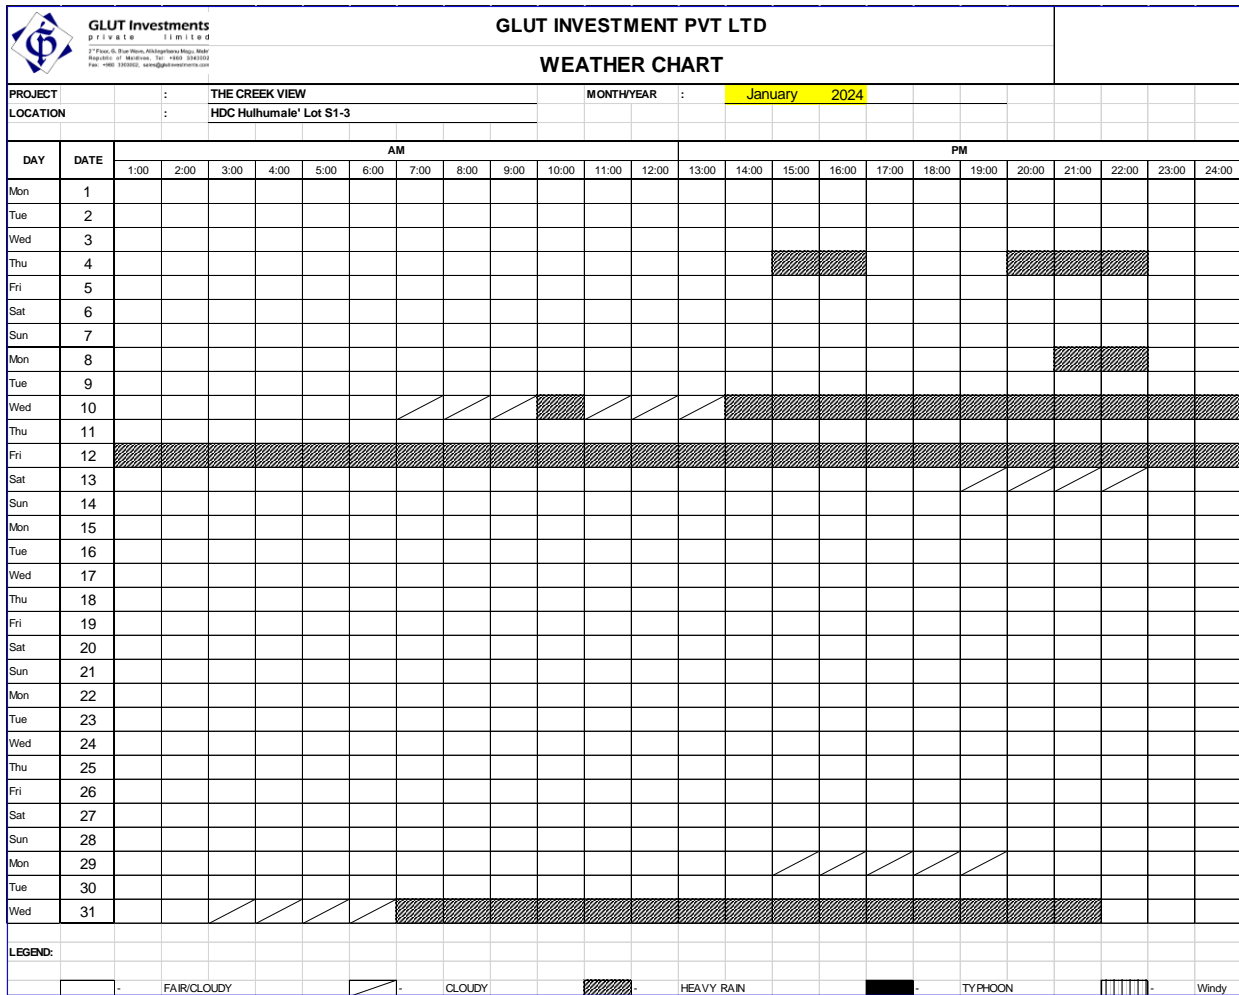 GLUT Investments
private limited
Republic of Maldives, Tel: +960
GLUT INVESTMENT PVT LTD
WEATHER CHART
PROJECT : THE CREEK VIEW MONTH/YEAR : January 2024
LOCATION : HDC Hulhumale' Lot S1-3
DAY DATE AM PM
1:00 2:00 3:00 4:00 5:00 6:00 7:00 8:00 9:00 10:00 11:00 12:00 13:00 14:00 15:00 16:00 17:00 18:00 19:00 20:00 21:00 22:00 23:00 24:00
Mon 1
Tue 2
Wed 3
Thu 4
Fri 5
Sat 6
Sun 7
Mon 8
Tue 9
Wed 10
Thu 11
Fri 12
Sat 13
Sun 14
Mon 15
Tue 16
Wed 17
Thu 18
Fri 19
Sat 20
Sun 21
Mon 22
Tue 23
Wed 24
Thu 25
Fri 26
Sat 27
Sun 28
Mon 29
Tue 30
Wed 31
LEGEND:
- FAIR/CLOUDY - CLOUDY - HEAVY RAIN - TYPHOON - Windy